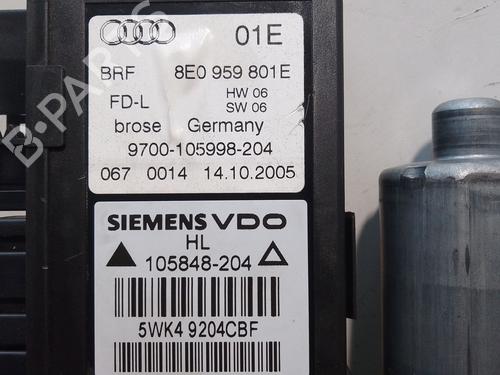 01E
BRF 8E0 959 801E
FD-L HW 06
SW 06
brose Germany
9700-105998-204
067 0014 14.10.2005
SIEMENS VDO
HL
105848-204
5WK4 9204CBF
B-PARTS